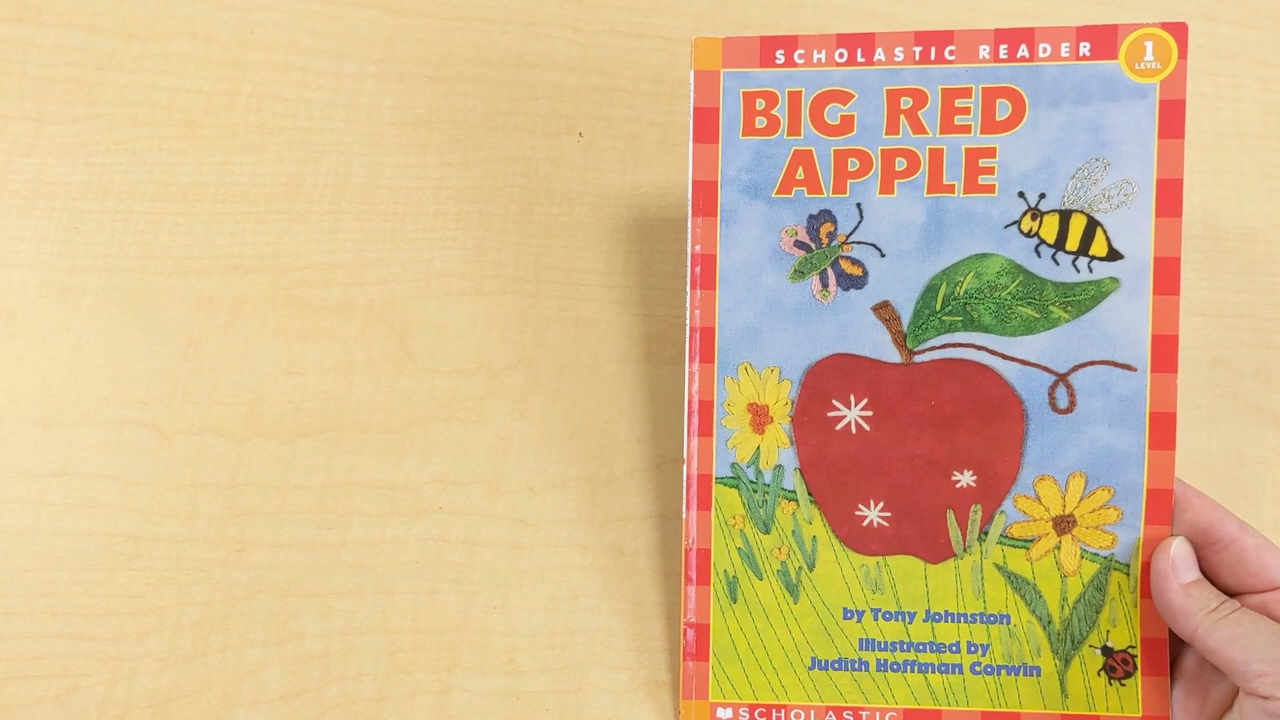 SCHOLASTIC READER
1
LEVEL
BIG RED
APPLE
by Tony Johnston
Illustrated by
Judith Hoffman Corwin
SCHOLASTIC